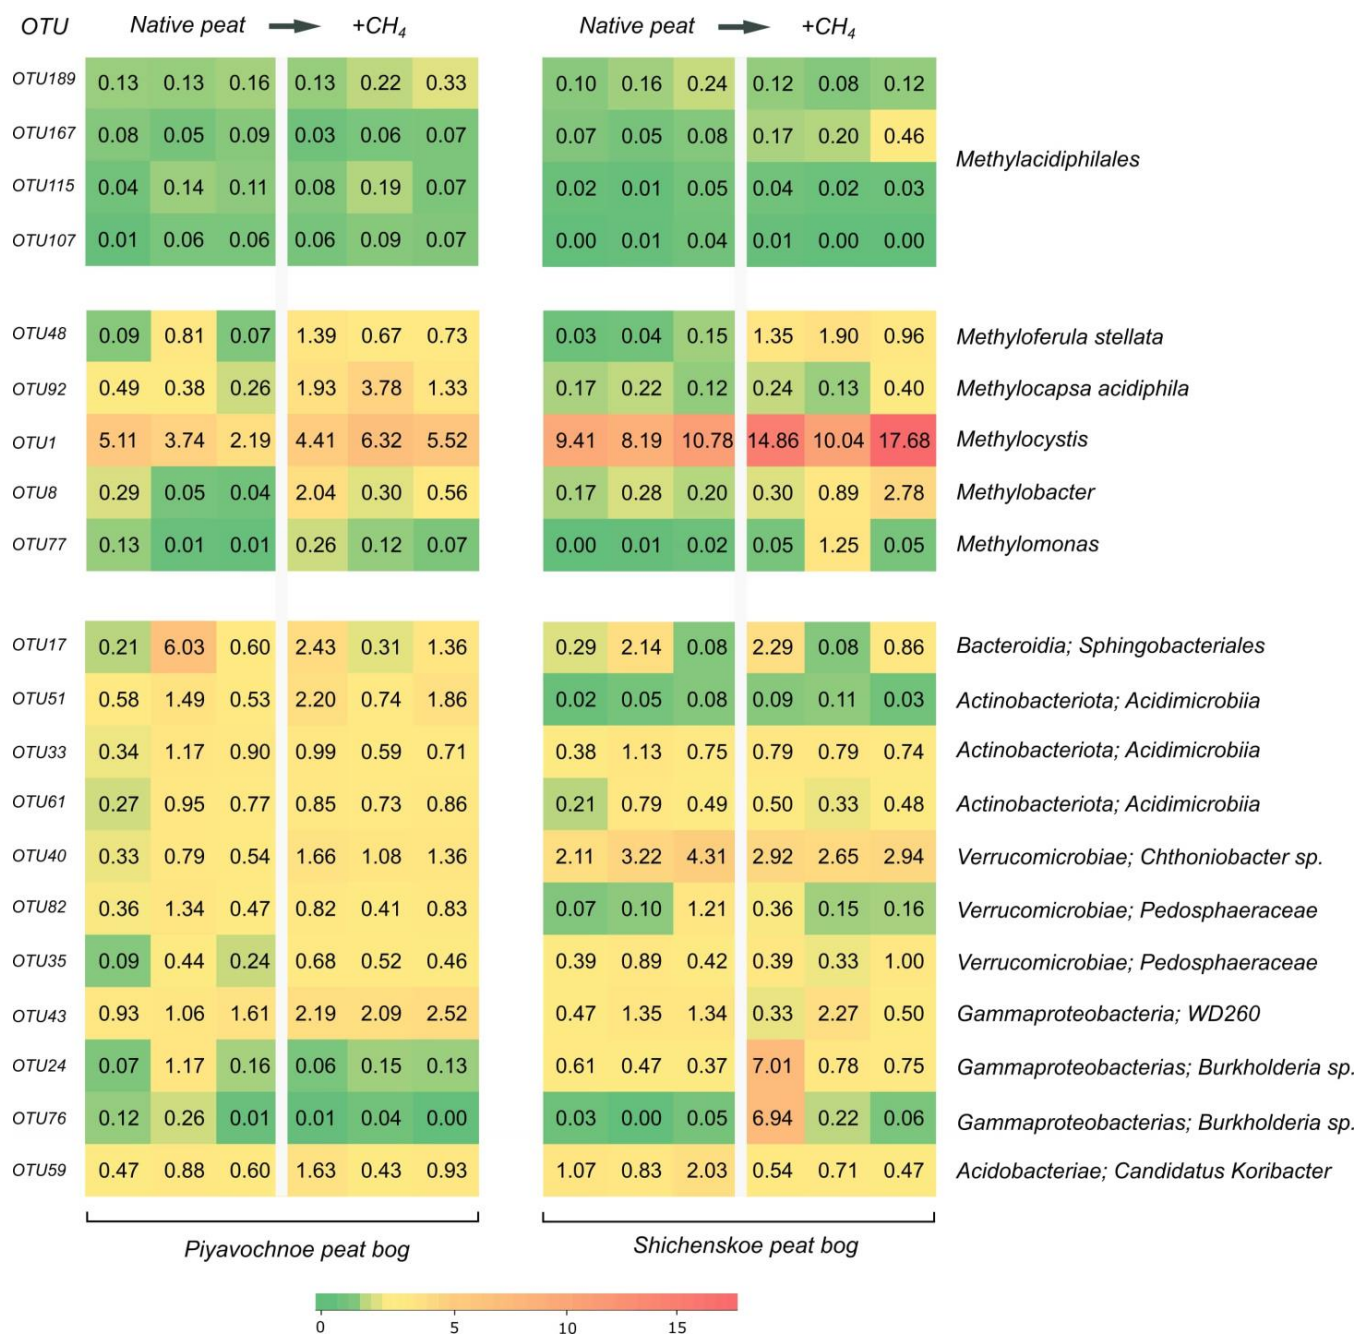 OTU Native peat +CH4 Native peat +CH4
OTU189 0.13 0.13 0.16 0.13 0.22 0.33 0.10 0.16 0.24 0.12 0.08 0.12
OTU167 0.08 0.05 0.09 0.03 0.06 0.07 0.07 0.05 0.08 0.17 0.20 0.46
Methylacidiphilales
OTU115 0.04 0.14 0.11 0.08 0.19 0.07 0.02 0.01 0.05 0.04 0.02 0.03
OTU107 0.01 0.06 0.06 0.06 0.09 0.07 0.00 0.01 0.04 0.01 0.00 0.00
OTU48 0.09 0.81 0.07 1.39 0.67 0.73 0.03 0.04 0.15 1.35 1.90 0.96 Methyloferula stellata
OTU92 0.49 0.38 0.26 1.93 3.78 1.33 0.17 0.22 0.12 0.24 0.13 0.40 Methylocapsa acidiphila
OTU1 5.11 3.74 2.19 4.41 6.32 5.52 9.41 8.19 10.78 14.86 10.04 17.68 Methylocystis
OTU8 0.29 0.05 0.04 2.04 0.30 0.56 0.17 0.28 0.20 0.30 0.89 2.78 Methylobacter
OTU77 0.13 0.01 0.01 0.26 0.12 0.07 0.00 0.01 0.02 0.05 1.25 0.05 Methylomonas
OTU17 0.21 6.03 0.60 2.43 0.31 1.36 0.29 2.14 0.08 2.29 0.08 0.86 Bacteroidia; Sphingobacteriales
OTU51 0.58 1.49 0.53 2.20 0.74 1.86 0.02 0.05 0.08 0.09 0.11 0.03 Actinobacteriota; Acidimicrobiia
OTU33 0.34 1.17 0.90 0.99 0.59 0.71 0.38 1.13 0.75 0.79 0.79 0.74 Actinobacteriota; Acidimicrobiia
OTU61 0.27 0.95 0.77 0.85 0.73 0.86 0.21 0.79 0.49 0.50 0.33 0.48 Actinobacteriota; Acidimicrobiia
OTU40 0.33 0.79 0.54 1.66 1.08 1.36 2.11 3.22 4.31 2.92 2.65 2.94 Verrucomicrobiae; Chthoniobacter sp.
OTU82 0.36 1.34 0.47 0.82 0.41 0.83 0.07 0.10 1.21 0.36 0.15 0.16 Verrucomicrobiae; Pedosphaeraceae
OTU35 0.09 0.44 0.24 0.68 0.52 0.46 0.39 0.89 0.42 0.39 0.33 1.00 Verrucomicrobiae; Pedosphaeraceae
OTU43 0.93 1.06 1.61 2.19 2.09 2.52 0.47 1.35 1.34 0.33 2.27 0.50 Gammaproteobacteria; WD260
OTU24 0.07 1.17 0.16 0.06 0.15 0.13 0.61 0.47 0.37 7.01 0.78 0.75 Gammaproteobacterias; Burkholderia sp.
OTU76 0.12 0.26 0.01 0.01 0.04 0.00 0.03 0.00 0.05 6.94 0.22 0.06 Gammaproteobacterias; Burkholderia sp.
OTU59 0.47 0.88 0.60 1.63 0.43 0.93 1.07 0.83 2.03 0.54 0.71 0.47 Acidobacteriae; Candidatus Koribacter
Piyavochnoe peat bog Shichenskoe peat bog
0 5 10 15